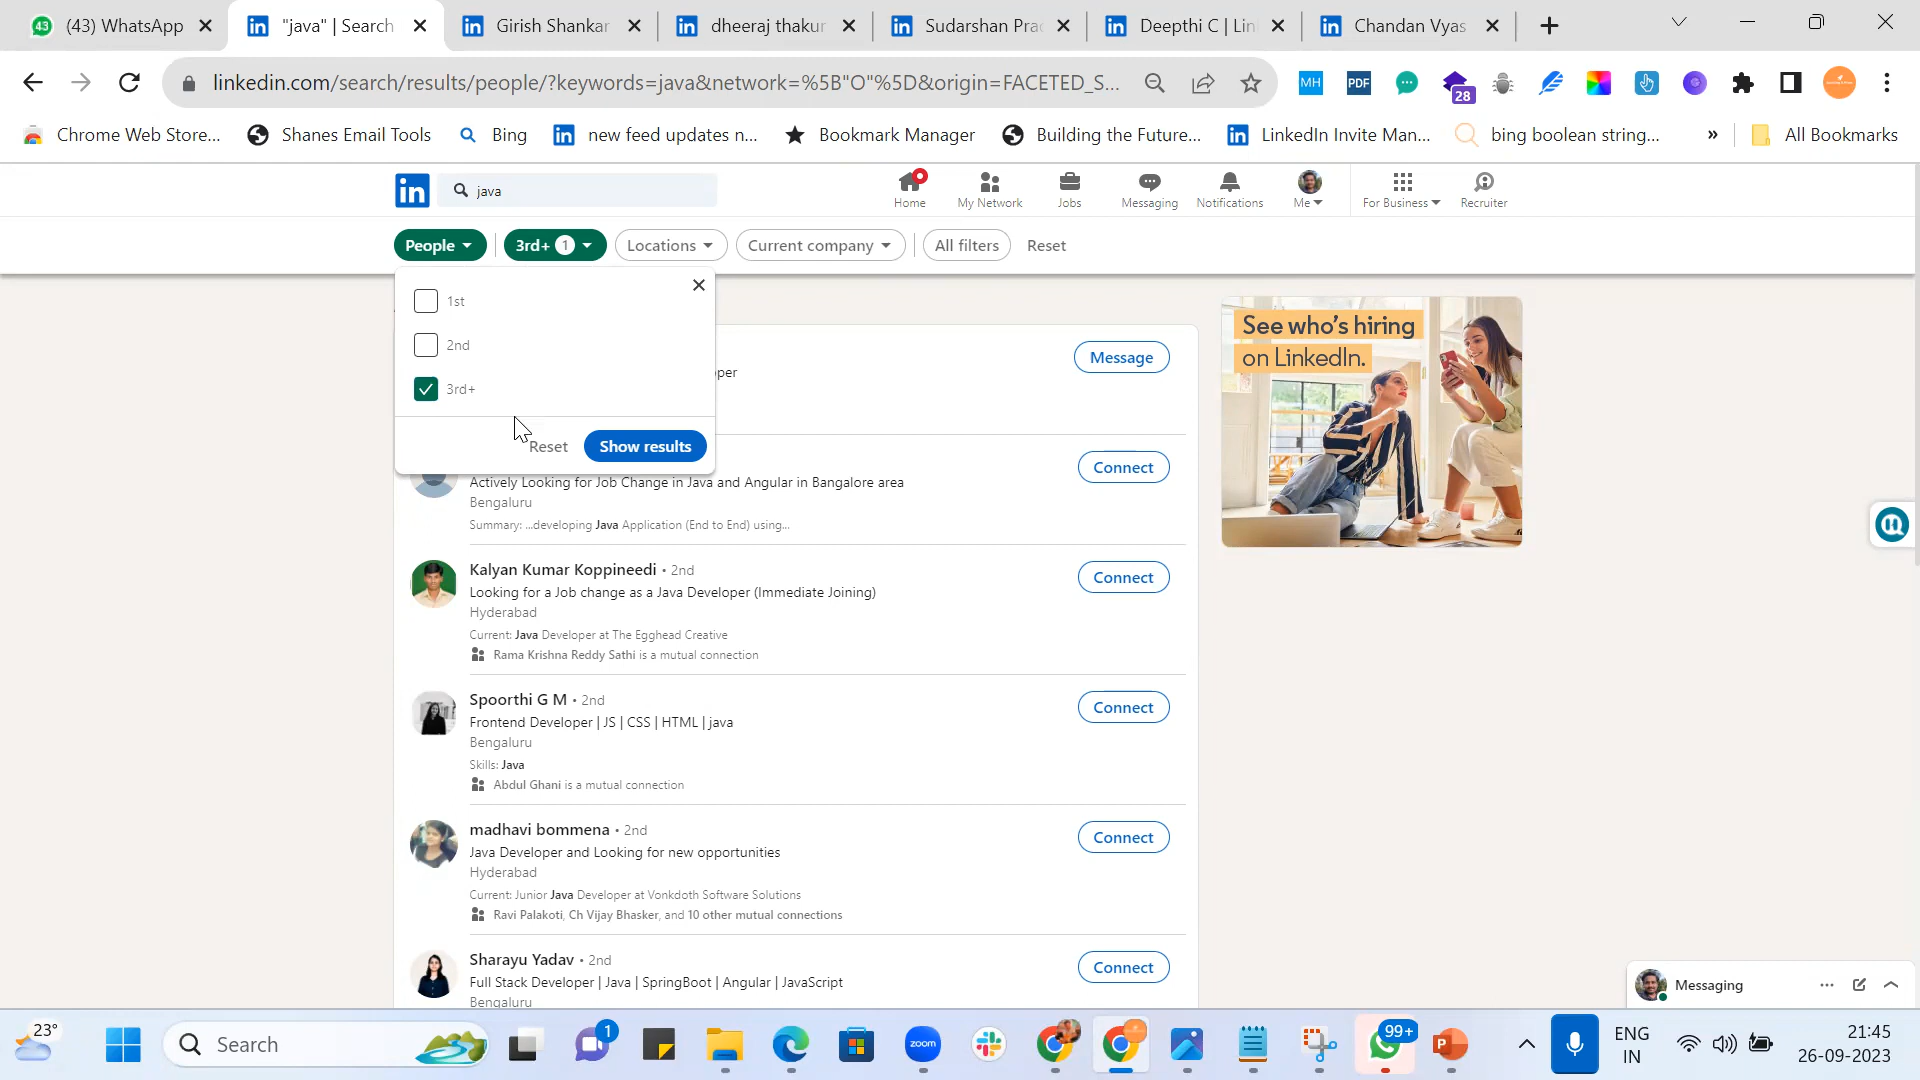 43
(43) WhatsApp
"java" | Search
Girish Shankar
dheeraj thakur
Sudarshan Prac
Deepthi C | Lin
Chandan Vyas
linkedin.com/search/results/people/?keywords=java&network=%5B"O"%5D&origin=FACETED_S...
MH
PDF
28
Chrome Web Store...
Shanes Email Tools
Bing
new feed updates n...
Bookmark Manager
Building the Future...
LinkedIn Invite Man...
bing boolean string...
»
All Bookmarks
in
java
Home
My Network
Jobs
Messaging
Notifications
Me
For Business
Recruiter
People
3rd+ 1
Locations
Current company
All filters
Reset
1st
2nd
3rd+
Reset
Show results
per
Message
Actively Looking for Job Change in Java and Angular in Bangalore area
Bengaluru
Summary: ...developing Java Application (End to End) using...
Connect
Kalyan Kumar Koppineedi • 2nd
Looking for a Job change as a Java Developer (Immediate Joining)
Hyderabad
Current: Java Developer at The Egghead Creative
Rama Krishna Reddy Sathi is a mutual connection
Connect
Spoorthi G M • 2nd
Frontend Developer | JS | CSS | HTML | java
Bengaluru
Skills: Java
Abdul Ghani is a mutual connection
Connect
madhavi bommena • 2nd
Java Developer and Looking for new opportunities
Hyderabad
Current: Junior Java Developer at Vonkdoth Software Solutions
Ravi Palakoti, Ch Vijay Bhasker, and 10 other mutual connections
Connect
Sharayu Yadav • 2nd
Full Stack Developer | Java | SpringBoot | Angular | JavaScript
Bengaluru
Connect
See who's hiring
on LinkedIn.
Messaging
23°
Search
1
zoom
99+
P
ENG
IN
21:45
26-09-2023